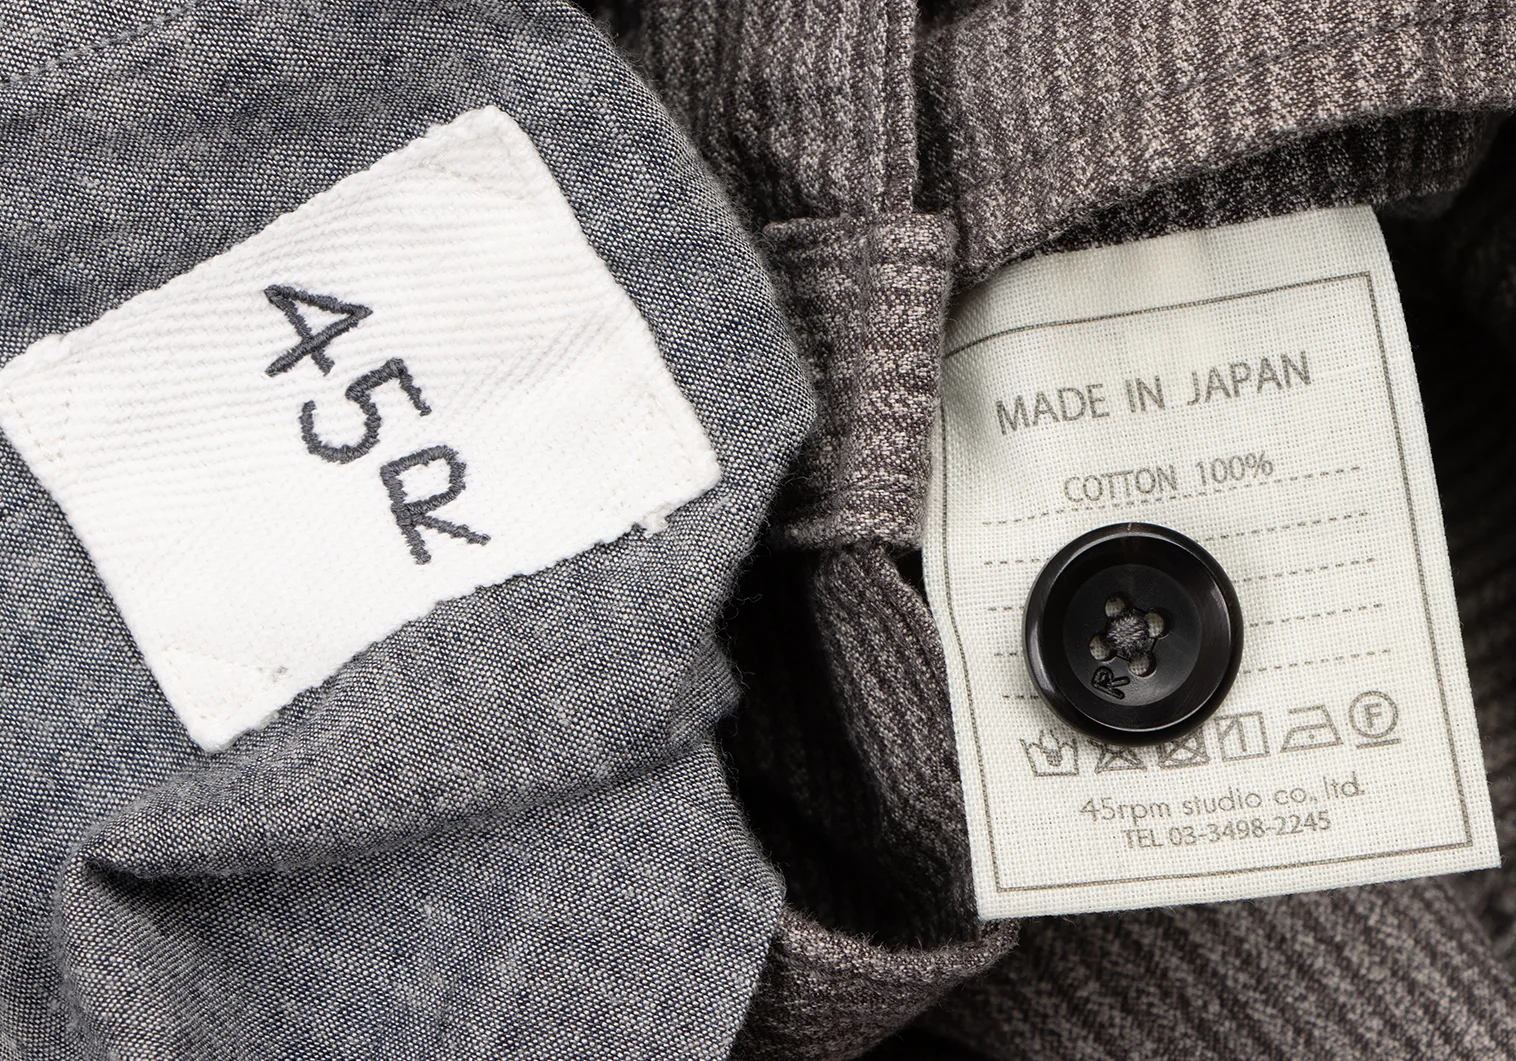 45R
MADE IN JAPAN
COTTON 100%
R
F
45rpm studio co., ltd.
TEL 03-3498-2245